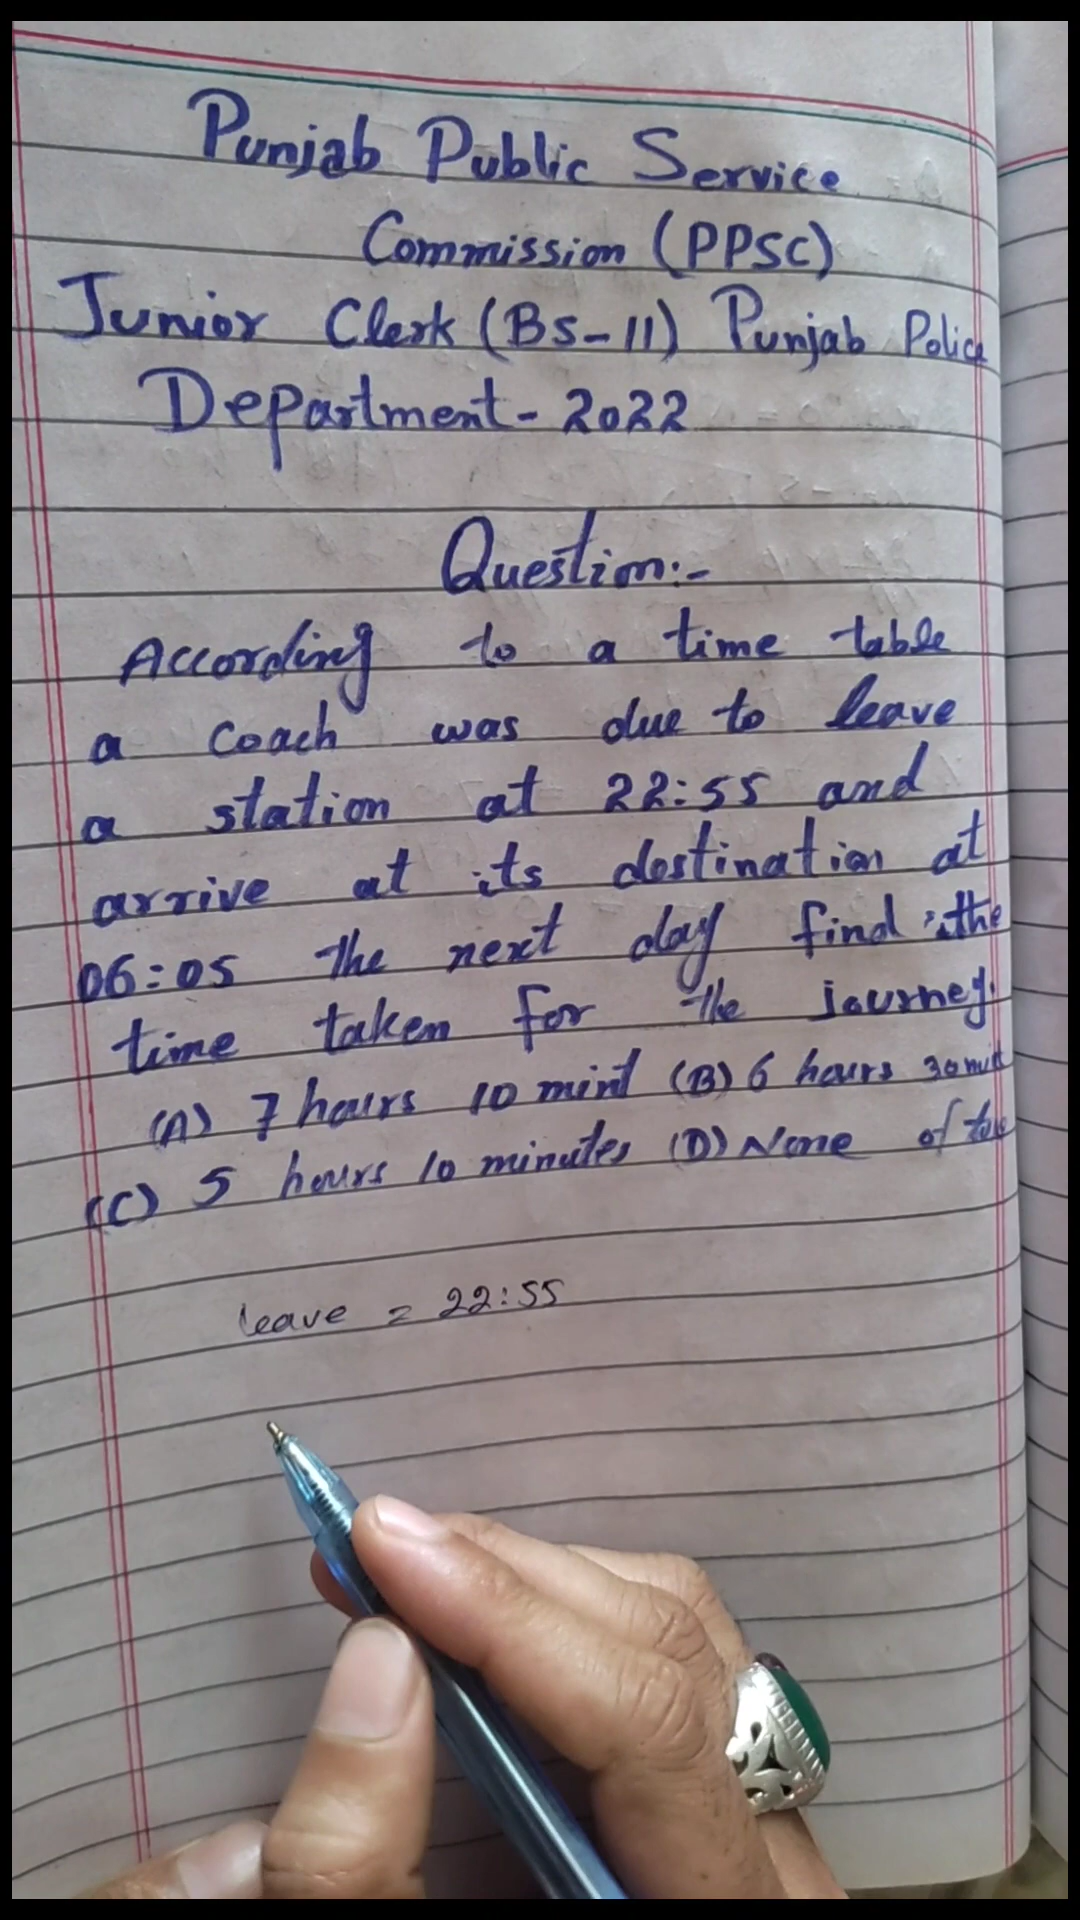 Punjab Public Service
Commission (PPSC)
Junior Clerk (BS-11) Punjab Police
Department - 2022
Question:-
According to a time table
a coach was due to leave
a station at 22:55 and
arrive at its destination at
06:05 the next day find the
time taken for the journey.
(A) 7 hours 10 mint (B) 6 hours 30
(C) 5 hours 10 minutes (D) None of
leave = 22:55